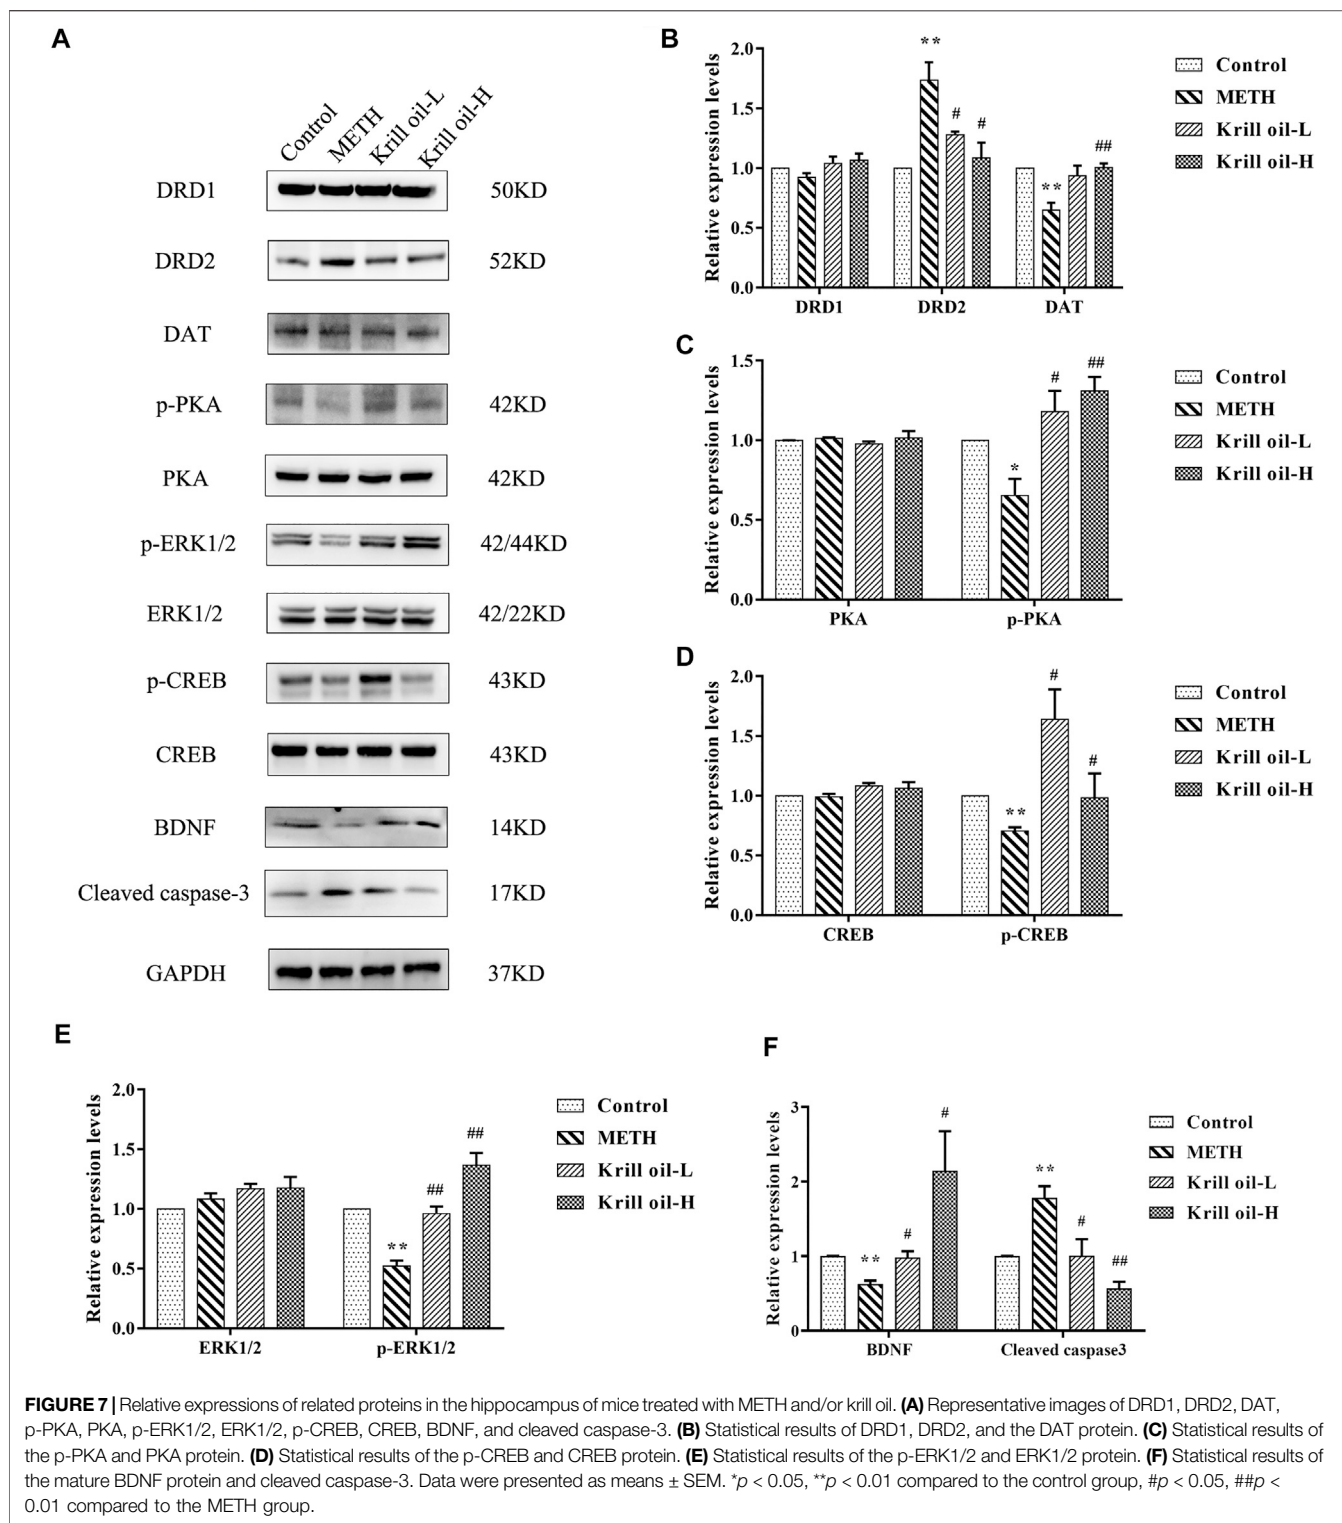 A
Control
METH
Krill oil-L
Krill oil-H
DRD1 50KD
DRD2 52KD
DAT
p-PKA 42KD
PKA 42KD
p-ERK1/2 42/44KD
ERK1/2 42/22KD
p-CREB 43KD
CREB 43KD
BDNF 14KD
Cleaved caspase-3 17KD
GAPDH 37KD
B
Relative expression levels
2.0
1.5
1.0
0.5
0.0
**
#
#
**
##
DRD1 DRD2 DAT
Control
METH
Krill oil-L
Krill oil-H
C
Relative expression levels
1.5
1.0
0.5
0.0
*
#
##
PKA p-PKA
Control
METH
Krill oil-L
Krill oil-H
D
Relative expression levels
2.0
1.5
1.0
0.5
0.0
**
#
#
CREB p-CREB
Control
METH
Krill oil-L
Krill oil-H
E
Relative expression levels
2.0
1.5
1.0
0.5
0.0
**
##
##
ERK1/2 p-ERK1/2
Control
METH
Krill oil-L
Krill oil-H
F
Relative expression levels
3
2
1
0
**
#
#
**
#
##
BDNF Cleaved caspase3
Control
METH
Krill oil-L
Krill oil-H
FIGURE 7 | Relative expressions of related proteins in the hippocampus of mice treated with METH and/or krill oil. (A) Representative images of DRD1, DRD2, DAT,
p-PKA, PKA, p-ERK1/2, ERK1/2, p-CREB, CREB, BDNF, and cleaved caspase-3. (B) Statistical results of DRD1, DRD2, and the DAT protein. (C) Statistical results of
the p-PKA and PKA protein. (D) Statistical results of the p-CREB and CREB protein. (E) Statistical results of the p-ERK1/2 and ERK1/2 protein. (F) Statistical results of
the mature BDNF protein and cleaved caspase-3. Data were presented as means ± SEM. *p < 0.05, **p < 0.01 compared to the control group, #p < 0.05, ##p <
0.01 compared to the METH group.